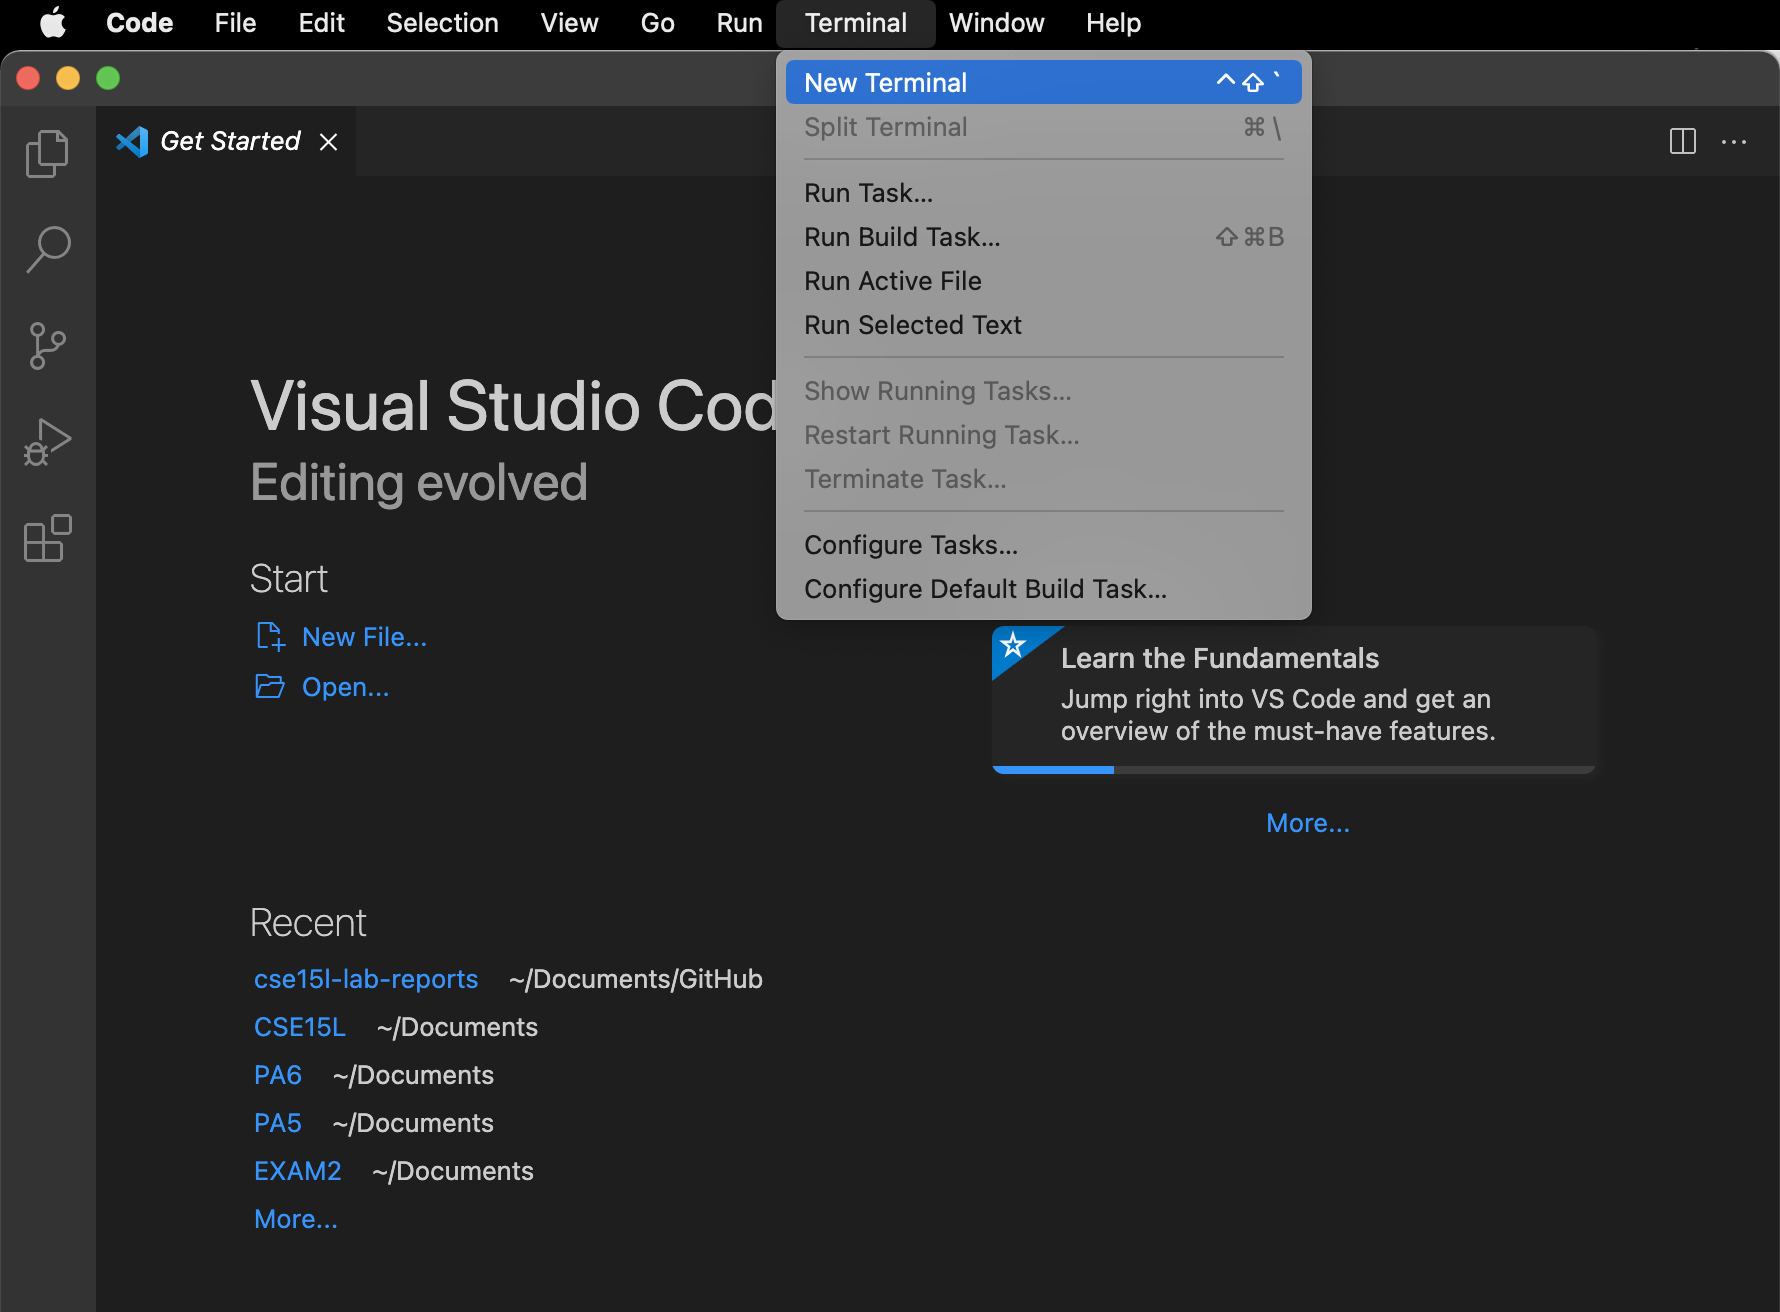 Code File Edit Selection View Go Run Terminal Window Help
Get Started
New Terminal ^⇧`
Split Terminal ⌘\
Run Task...
Run Build Task... ⇧⌘B
Run Active File
Run Selected Text
Show Running Tasks...
Restart Running Task...
Terminate Task...
Configure Tasks...
Configure Default Build Task...
Visual Studio Cod
Editing evolved
Start
New File...
Open...
Learn the Fundamentals
Jump right into VS Code and get an
overview of the must-have features.
More...
Recent
cse15l-lab-reports ~/Documents/GitHub
CSE15L ~/Documents
PA6 ~/Documents
PA5 ~/Documents
EXAM2 ~/Documents
More...